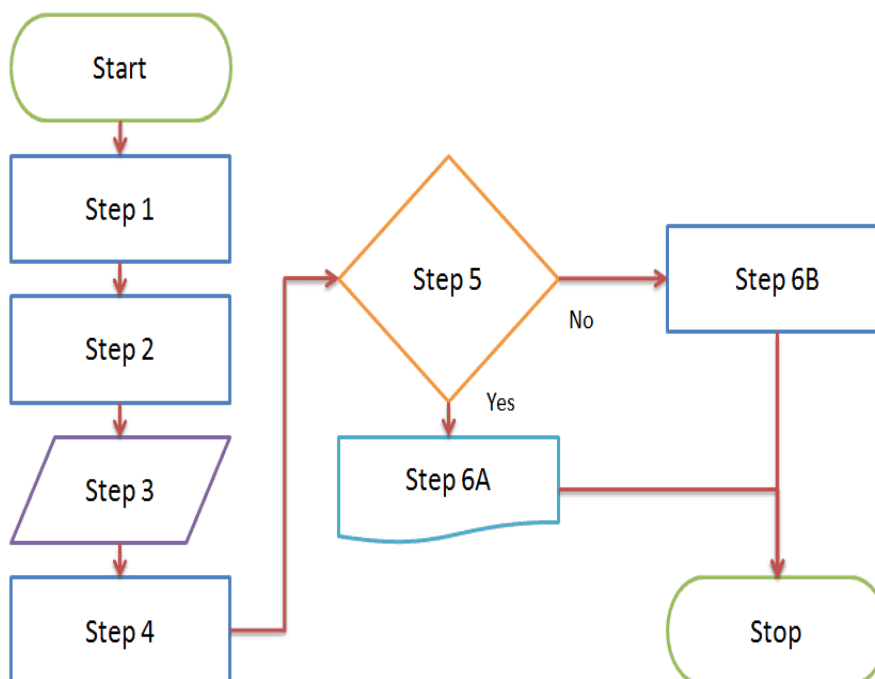 Start
Step 1
Step 2
Step 3
Step 4
Step 5
No
Yes
Step 6A
Step 6B
Stop